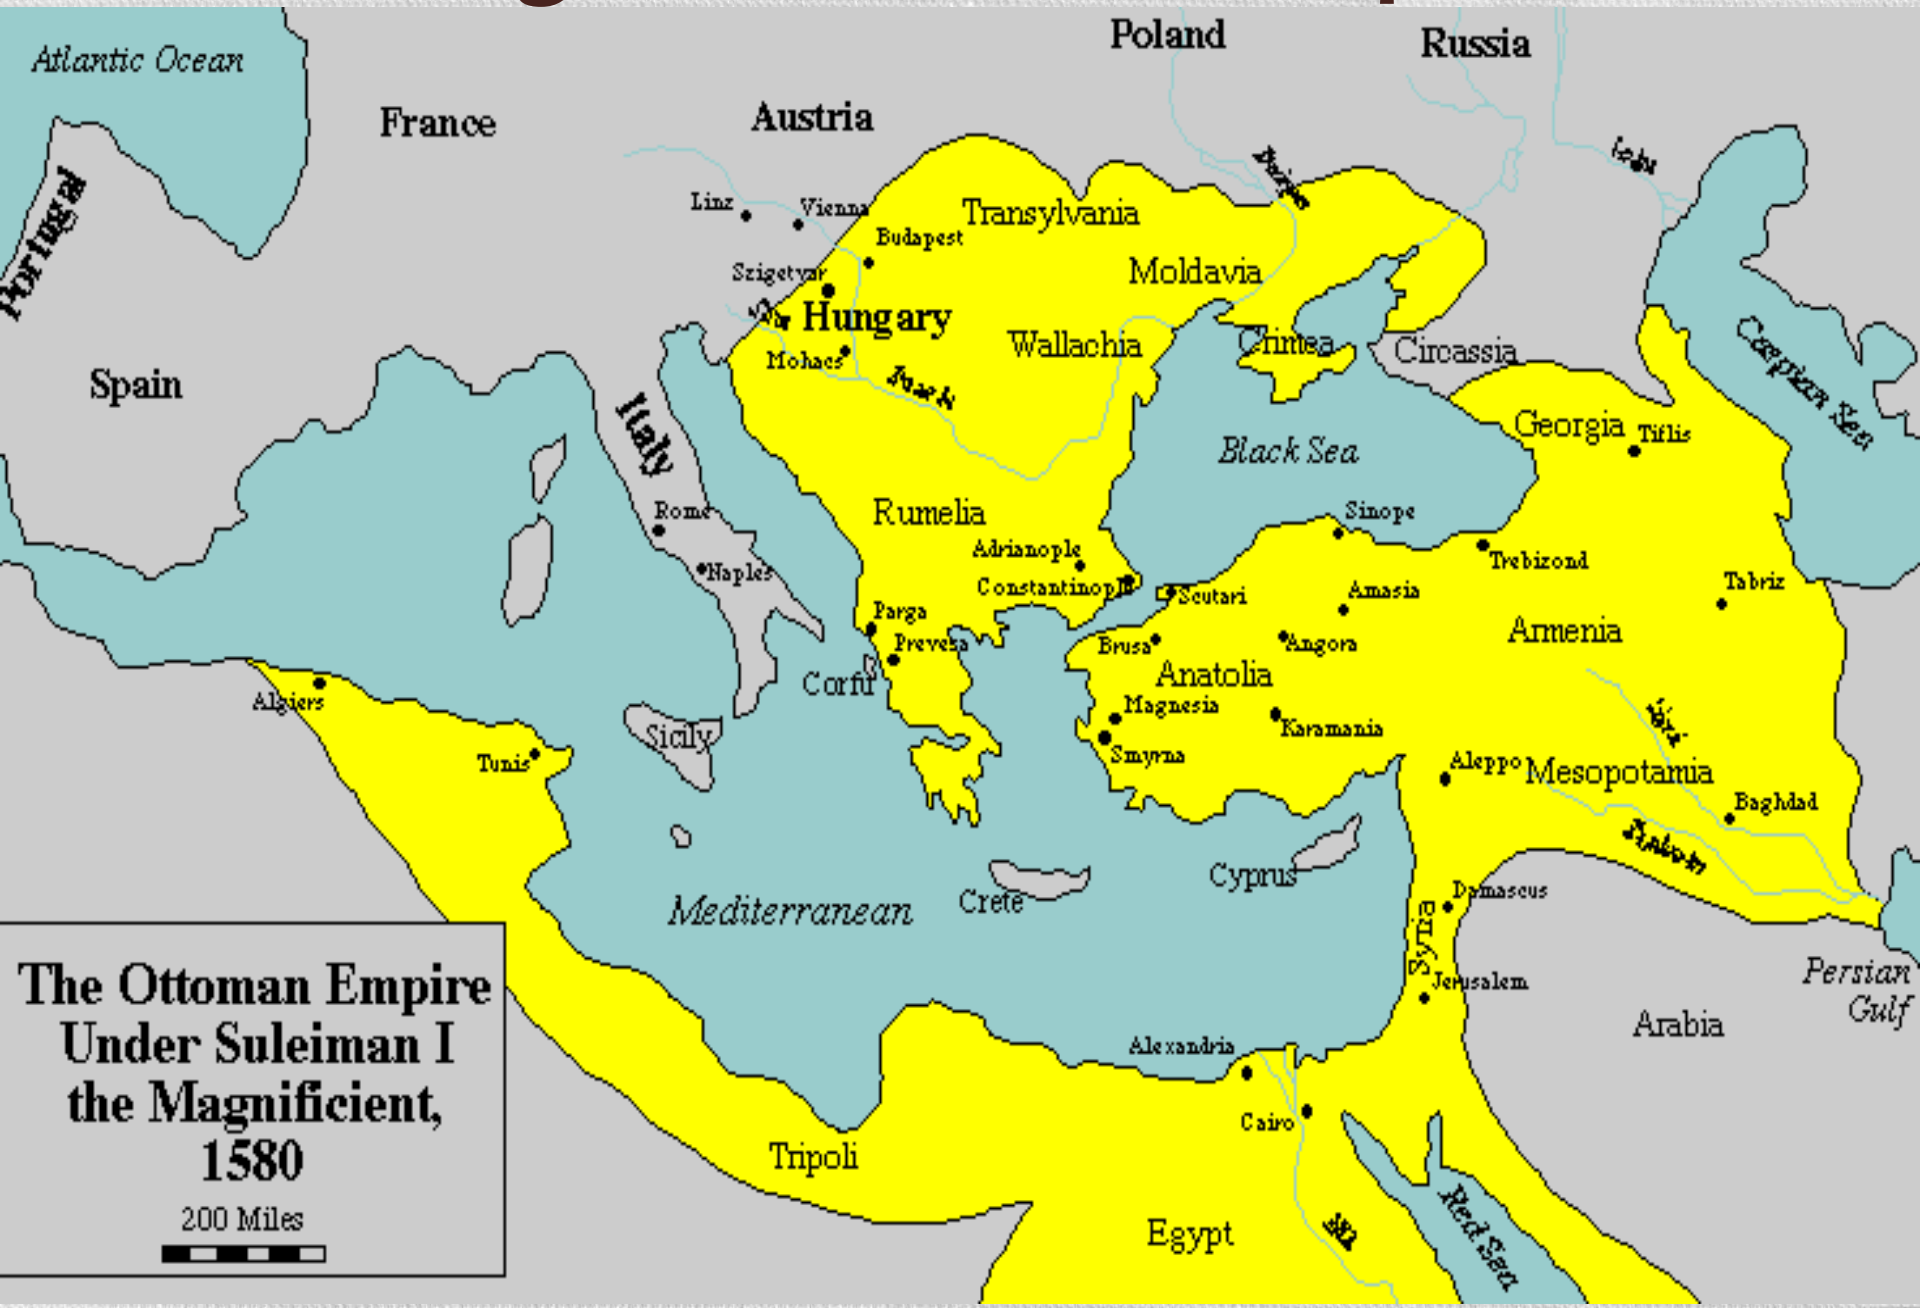 Atlantic Ocean
Poland
Russia
France
Austria
Portugal
Linz
Vienna
Transylvania
Budapest
Szigetvar
Moldavia
Hungary
Wallachia
Crimea
Circassia
Mohacs
Caspian Sea
Spain
Italy
Georgia
Tiflis
Black Sea
Rumelia
Rome
Sinope
Adrianople
Trebizond
Naples
Constantinople
Scutari
Amasia
Tabriz
Parga
Armenia
Prevesa
Brusa
Angora
Corfu
Anatolia
Algiers
Magnesia
Sicily
Karamania
Tunis
Smyrna
Aleppo
Mesopotamia
Baghdad
Cyprus
Damascus
Crete
Mediterranean
Syria
Jerusalem
Persian
Gulf
Arabia
The Ottoman Empire
Under Suleiman I
the Magnificient,
1580
200 Miles
Alexandria
Cairo
Tripoli
Egypt
Red Sea